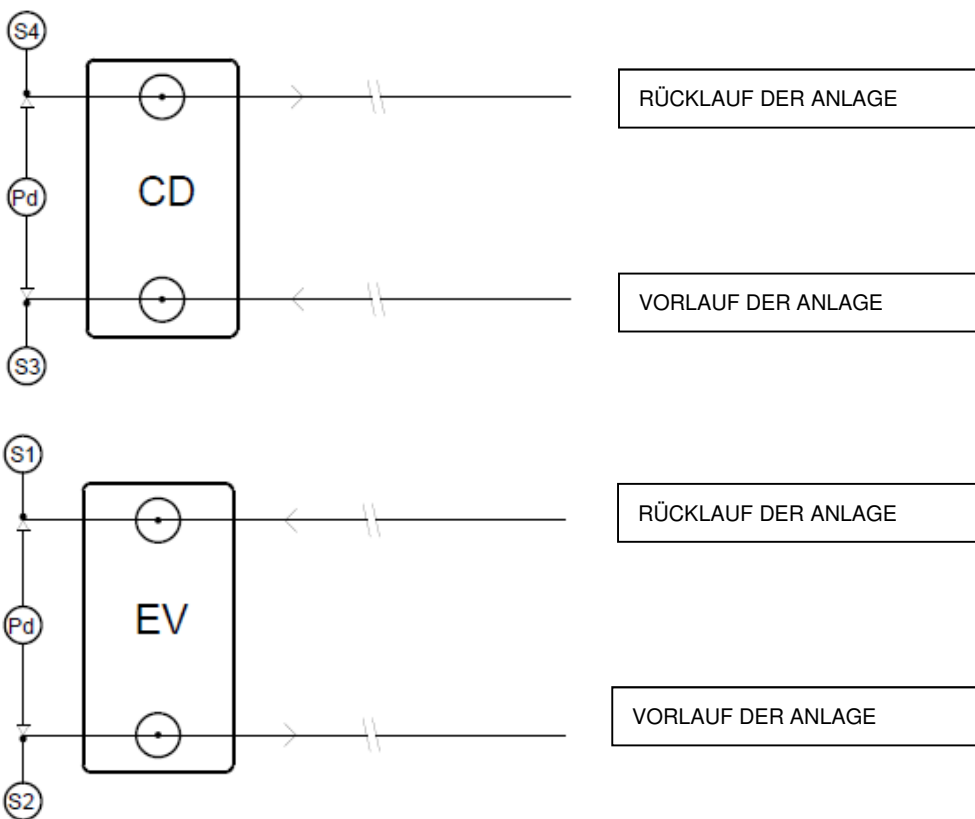 S4
RÜCKLAUF DER ANLAGE
CD
Pd
VORLAUF DER ANLAGE
S3
S1
RÜCKLAUF DER ANLAGE
EV
Pd
VORLAUF DER ANLAGE
S2